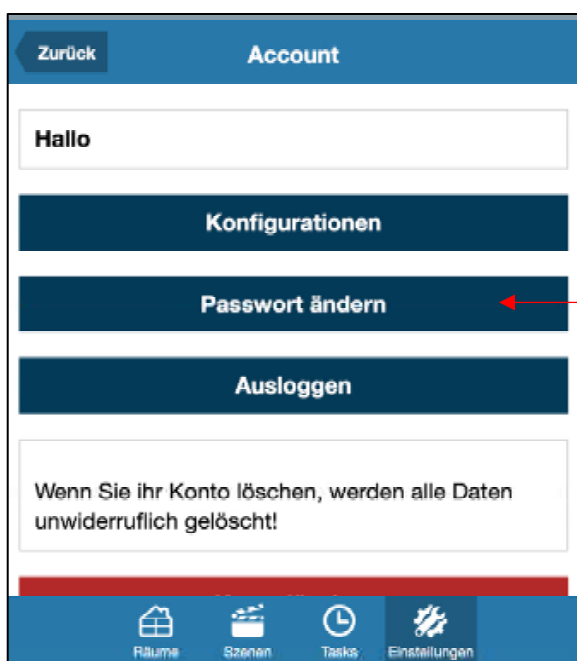 Zurück
Account
Hallo
Konfigurationen
Passwort ändern
Ausloggen
Wenn Sie ihr Konto löschen, werden alle Daten
unwiderruflich gelöscht!
Räume
Szenen
Tasks
Einstellungen